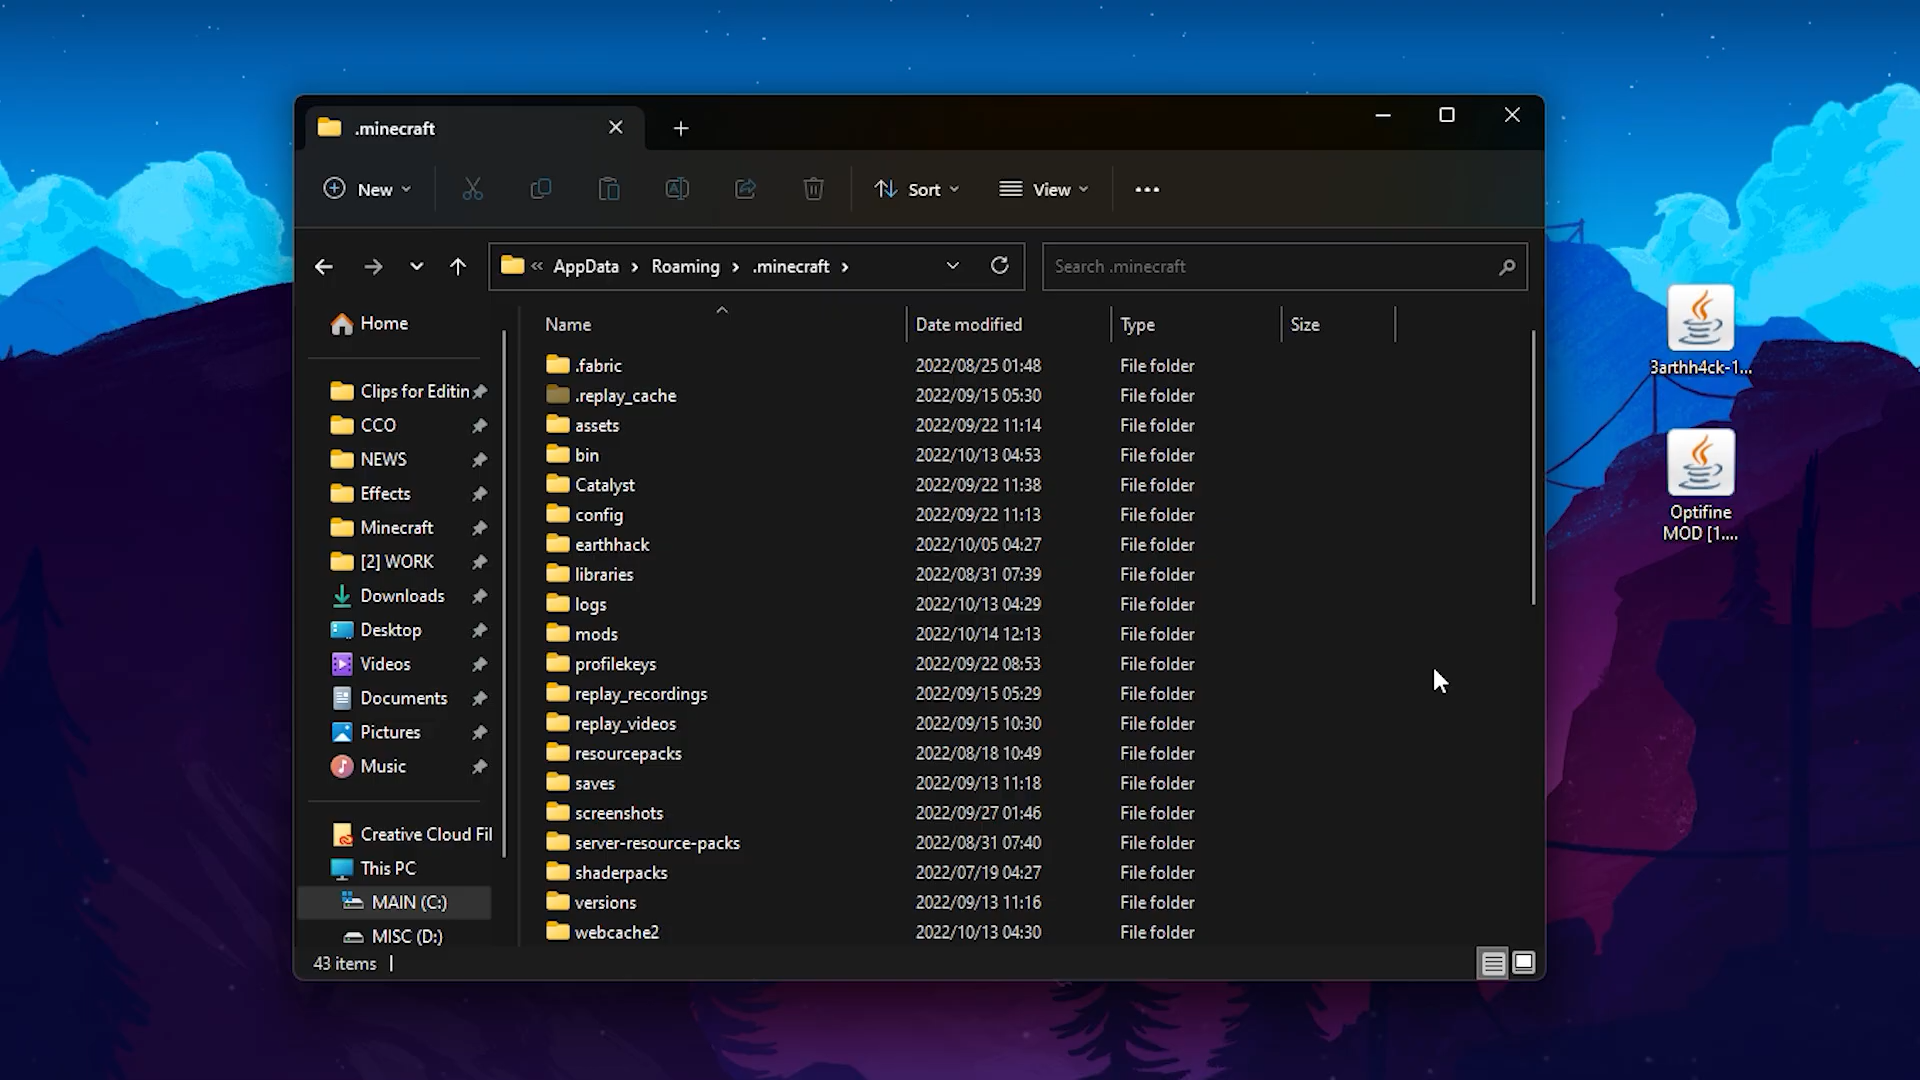 .minecraft
New
Sort
View
« AppData › Roaming › .minecraft ›
Search .minecraft
Home
Clips for Editin
CCO
NEWS
Effects
Minecraft
[2] WORK
Downloads
Desktop
Videos
Documents
Pictures
Music
Creative Cloud Fil
This PC
MAIN (C:)
MISC (D:)
Name Date modified Type Size
.fabric 2022/08/25 01:48 File folder
.replay_cache 2022/09/15 05:30 File folder
assets 2022/09/22 11:14 File folder
bin 2022/10/13 04:53 File folder
Catalyst 2022/09/22 11:38 File folder
config 2022/09/22 11:13 File folder
earthhack 2022/10/05 04:27 File folder
libraries 2022/08/31 07:39 File folder
logs 2022/10/13 04:29 File folder
mods 2022/10/14 12:13 File folder
profilekeys 2022/09/22 08:53 File folder
replay_recordings 2022/09/15 05:29 File folder
replay_videos 2022/09/15 10:30 File folder
resourcepacks 2022/08/18 10:49 File folder
saves 2022/09/13 11:18 File folder
screenshots 2022/09/27 01:46 File folder
server-resource-packs 2022/08/31 07:40 File folder
shaderpacks 2022/07/19 04:27 File folder
versions 2022/09/13 11:16 File folder
webcache2 2022/10/13 04:30 File folder
43 items
3arthh4ck-1...
Optifine
MOD [1....